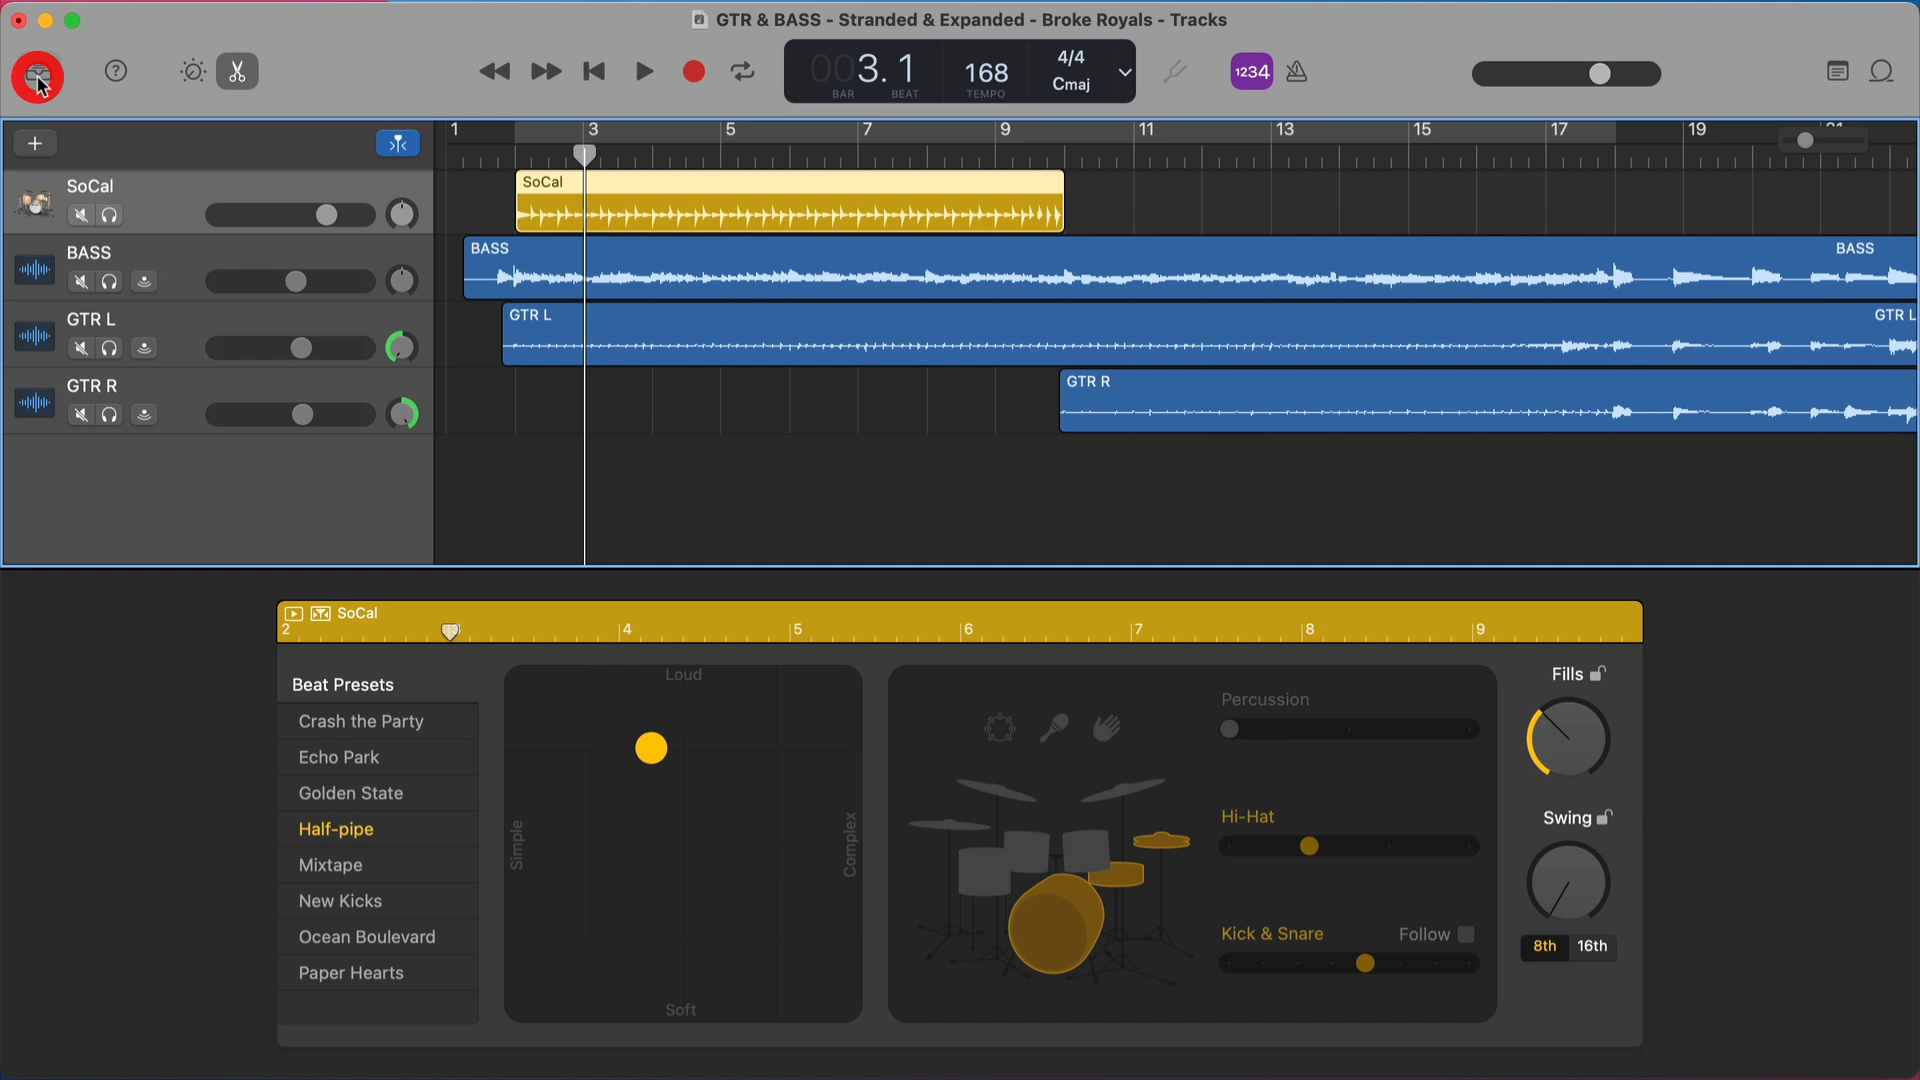 GTR & BASS - Stranded & Expanded - Broke Royals - Tracks
003. 1
BAR
BEAT
168
TEMPO
4/4
Cmaj
1234
1
3
5
7
9
11
13
15
17
19
SoCal
SoCal
BASS
BASS
BASS
GTR L
GTR L
GTR L
GTR R
GTR R
SoCal
2
4
5
6
7
8
9
Beat Presets
Crash the Party
Echo Park
Golden State
Half-pipe
Mixtape
New Kicks
Ocean Boulevard
Paper Hearts
Loud
Simple
Complex
Soft
Percussion
Hi-Hat
Kick & Snare
Follow
Fills
Swing
8th
16th